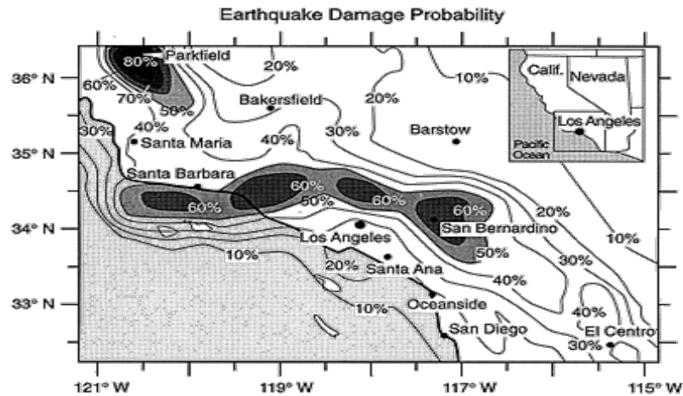 Earthquake Damage Probability
36° N
35° N
34° N
33° N
121° W
119° W
117° W
115° W
80%
Parkfield
60%
70%
50%
20%
10%
20%
Bakersfield
30%
40%
30%
40%
Santa Maria
Barstow
Santa Barbara
60%
60%
50%
60%
60%
San Bernardino
20%
10%
Los Angeles
50%
10%
20%
Santa Ana
40%
30%
10%
Oceanside
40%
San Diego
El Centro
30%
Calif.
Nevada
Los Angeles
Pacific
Ocean